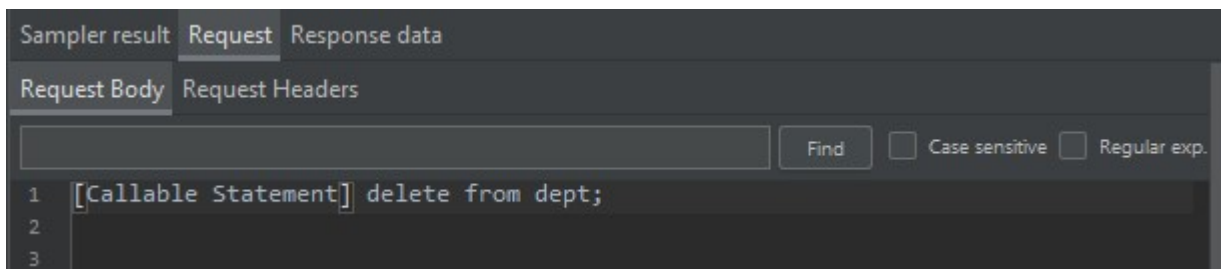 Sampler result Request Response data
Request Body Request Headers
Find Case sensitive Regular exp.
1 [Callable Statement] delete from dept;
2
3